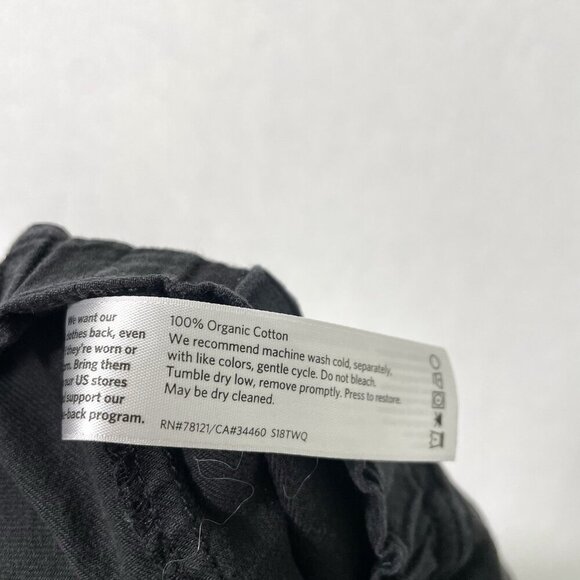 We want our
clothes back, even
they're worn or
Bring them
our US stores
support our
-back program.
100% Organic Cotton
We recommend machine wash cold, separately,
with like colors, gentle cycle. Do not bleach.
Tumble dry low, remove promptly. Press to restore.
May be dry cleaned.
RN#78121/CA#34460 S18TWQ